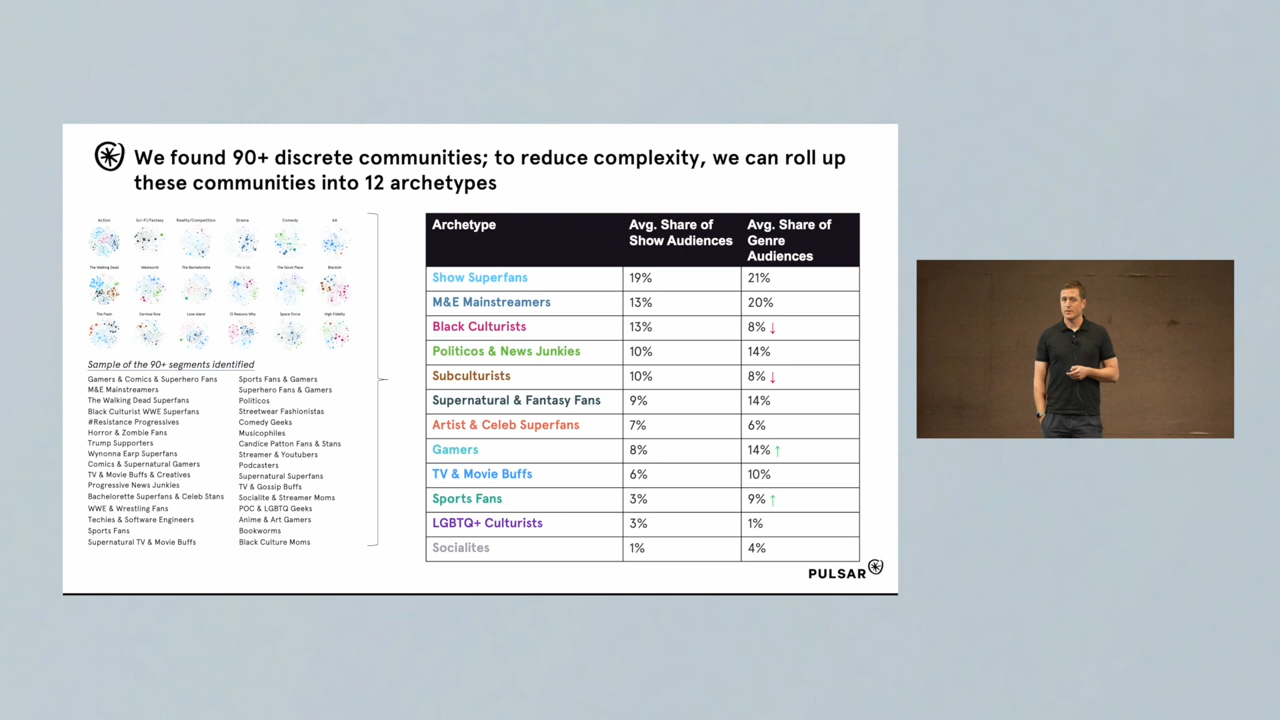 We found 90+ discrete communities; to reduce complexity, we can roll up
these communities into 12 archetypes
Action Sci-Fi/Fantasy Reality/Competition Drama Comedy AA
The Walking Dead Westworld The Bachelorette This is Us The Good Place Blackish
The Flash Carnival Row Love Island 13 Reasons Why Space Force High Fidelity
Sample of the 90+ segments identified
Gamers & Comics & Superhero Fans
M&E Mainstreamers
The Walking Dead Superfans
Black Culturist WWE Superfans
#Resistance Progressives
Horror & Zombie Fans
Trump Supporters
Wynonna Earp Superfans
Comics & Supernatural Gamers
TV & Movie Buffs & Creatives
Progressive News Junkies
Bachelorette Superfans & Celeb Stans
WWE & Wrestling Fans
Techies & Software Engineers
Sports Fans
Supernatural TV & Movie Buffs
Sports Fans & Gamers
Superhero Fans & Gamers
Politicos
Streetwear Fashionistas
Comedy Geeks
Musicophiles
Candice Patton Fans & Stans
Streamer & Youtubers
Podcasters
Supernatural Superfans
TV & Gossip Buffs
Socialite & Streamer Moms
POC & LGBTQ Geeks
Anime & Art Gamers
Bookworms
Black Culture Moms
Archetype Avg. Share of Show Audiences Avg. Share of Genre Audiences
Show Superfans 19% 21%
M&E Mainstreamers 13% 20%
Black Culturists 13% 8% ↓
Politicos & News Junkies 10% 14%
Subculturists 10% 8% ↓
Supernatural & Fantasy Fans 9% 14%
Artist & Celeb Superfans 7% 6%
Gamers 8% 14% ↑
TV & Movie Buffs 6% 10%
Sports Fans 3% 9% ↑
LGBTQ+ Culturists 3% 1%
Socialites 1% 4%
PULSAR